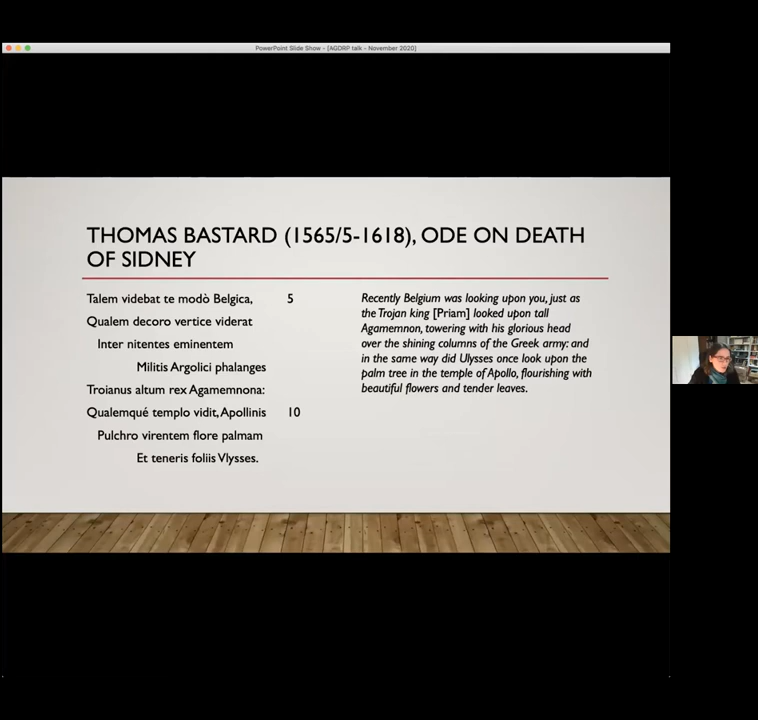 PowerPoint Slide Show - [AGDRP talk - November 2020]
THOMAS BASTARD (1565/5-1618), ODE ON DEATH
OF SIDNEY
Talem videbat te modò Belgica, 5
Qualem decoro vertice viderat
Inter nitentes eminentem
Militis Argolici phalanges
Troianus altum rex Agamemnona:
Qualemqué templo vidit, Apollinis 10
Pulchro virentem flore palmam
Et teneris foliis Vlysses.
Recently Belgium was looking upon you, just as
the Trojan king [Priam] looked upon tall
Agamemnon, towering with his glorious head
over the shining columns of the Greek army: and
in the same way did Ulysses once look upon the
palm tree in the temple of Apollo, flourishing with
beautiful flowers and tender leaves.